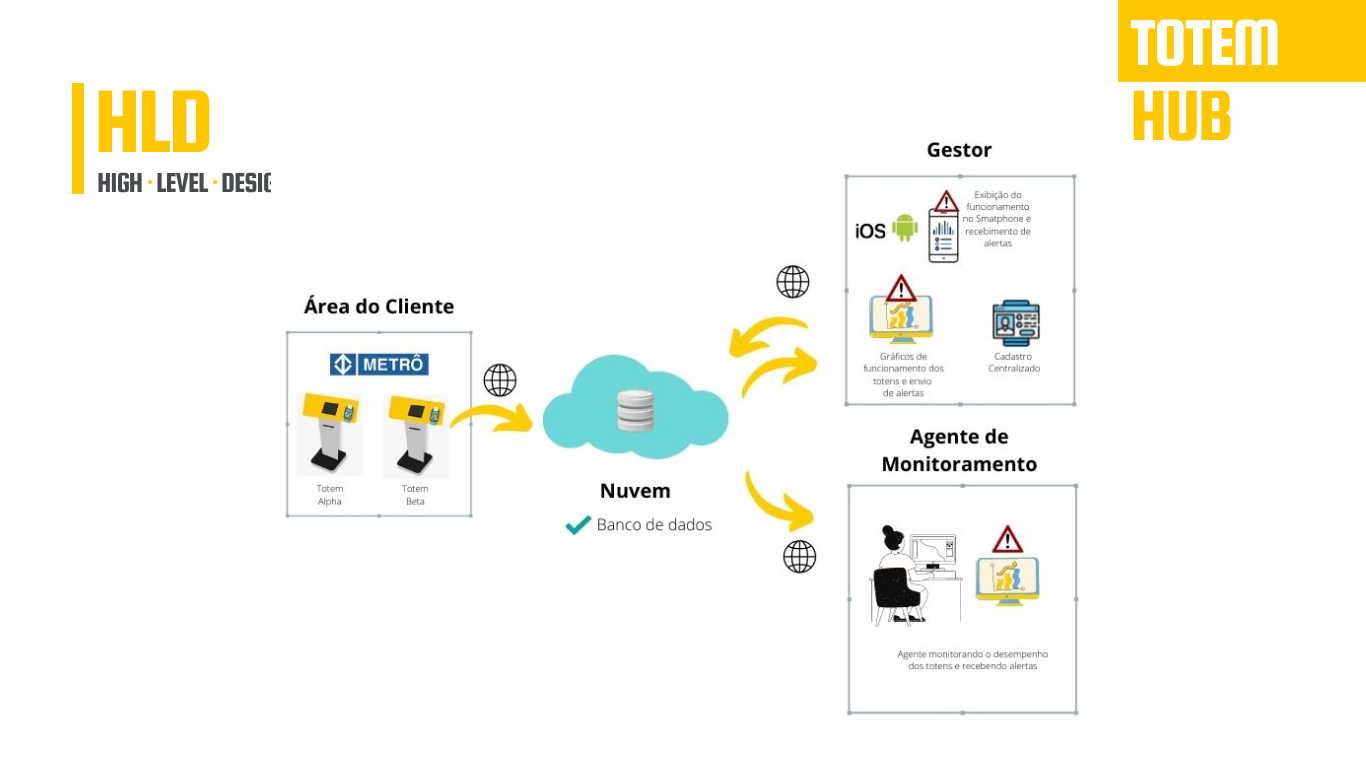 TOTEM
HUB
HLD
HIGH · LEVEL · DESIG
Gestor
iOS
Exibição do
funcionamento
no Smatphone e
recebimento de
alertas
Gráficos de
funcionamento dos
totens e envio
de alertas
Cadastro
Centralizado
Área do Cliente
METRÔ
Totem
Alpha
Totem
Beta
Nuvem
Banco de dados
Agente de
Monitoramento
Agente monitorando o desempenho
dos totens e recebendo alertas